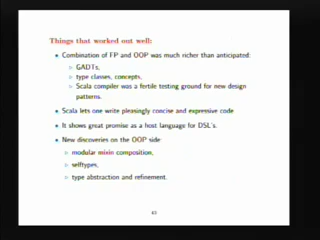 Things that worked out well:
• Combination of FP and OOP was much richer than anticipated:
▷ GADTs,
▷ type classes, concepts,
▷ Scala compiler was a fertile testing ground for new design
patterns.
• Scala lets one write pleasingly concise and expressive code
• It shows great promise as a host language for DSL's.
• New discoveries on the OOP side:
▷ modular mixin composition,
▷ selftypes,
▷ type abstraction and refinement.